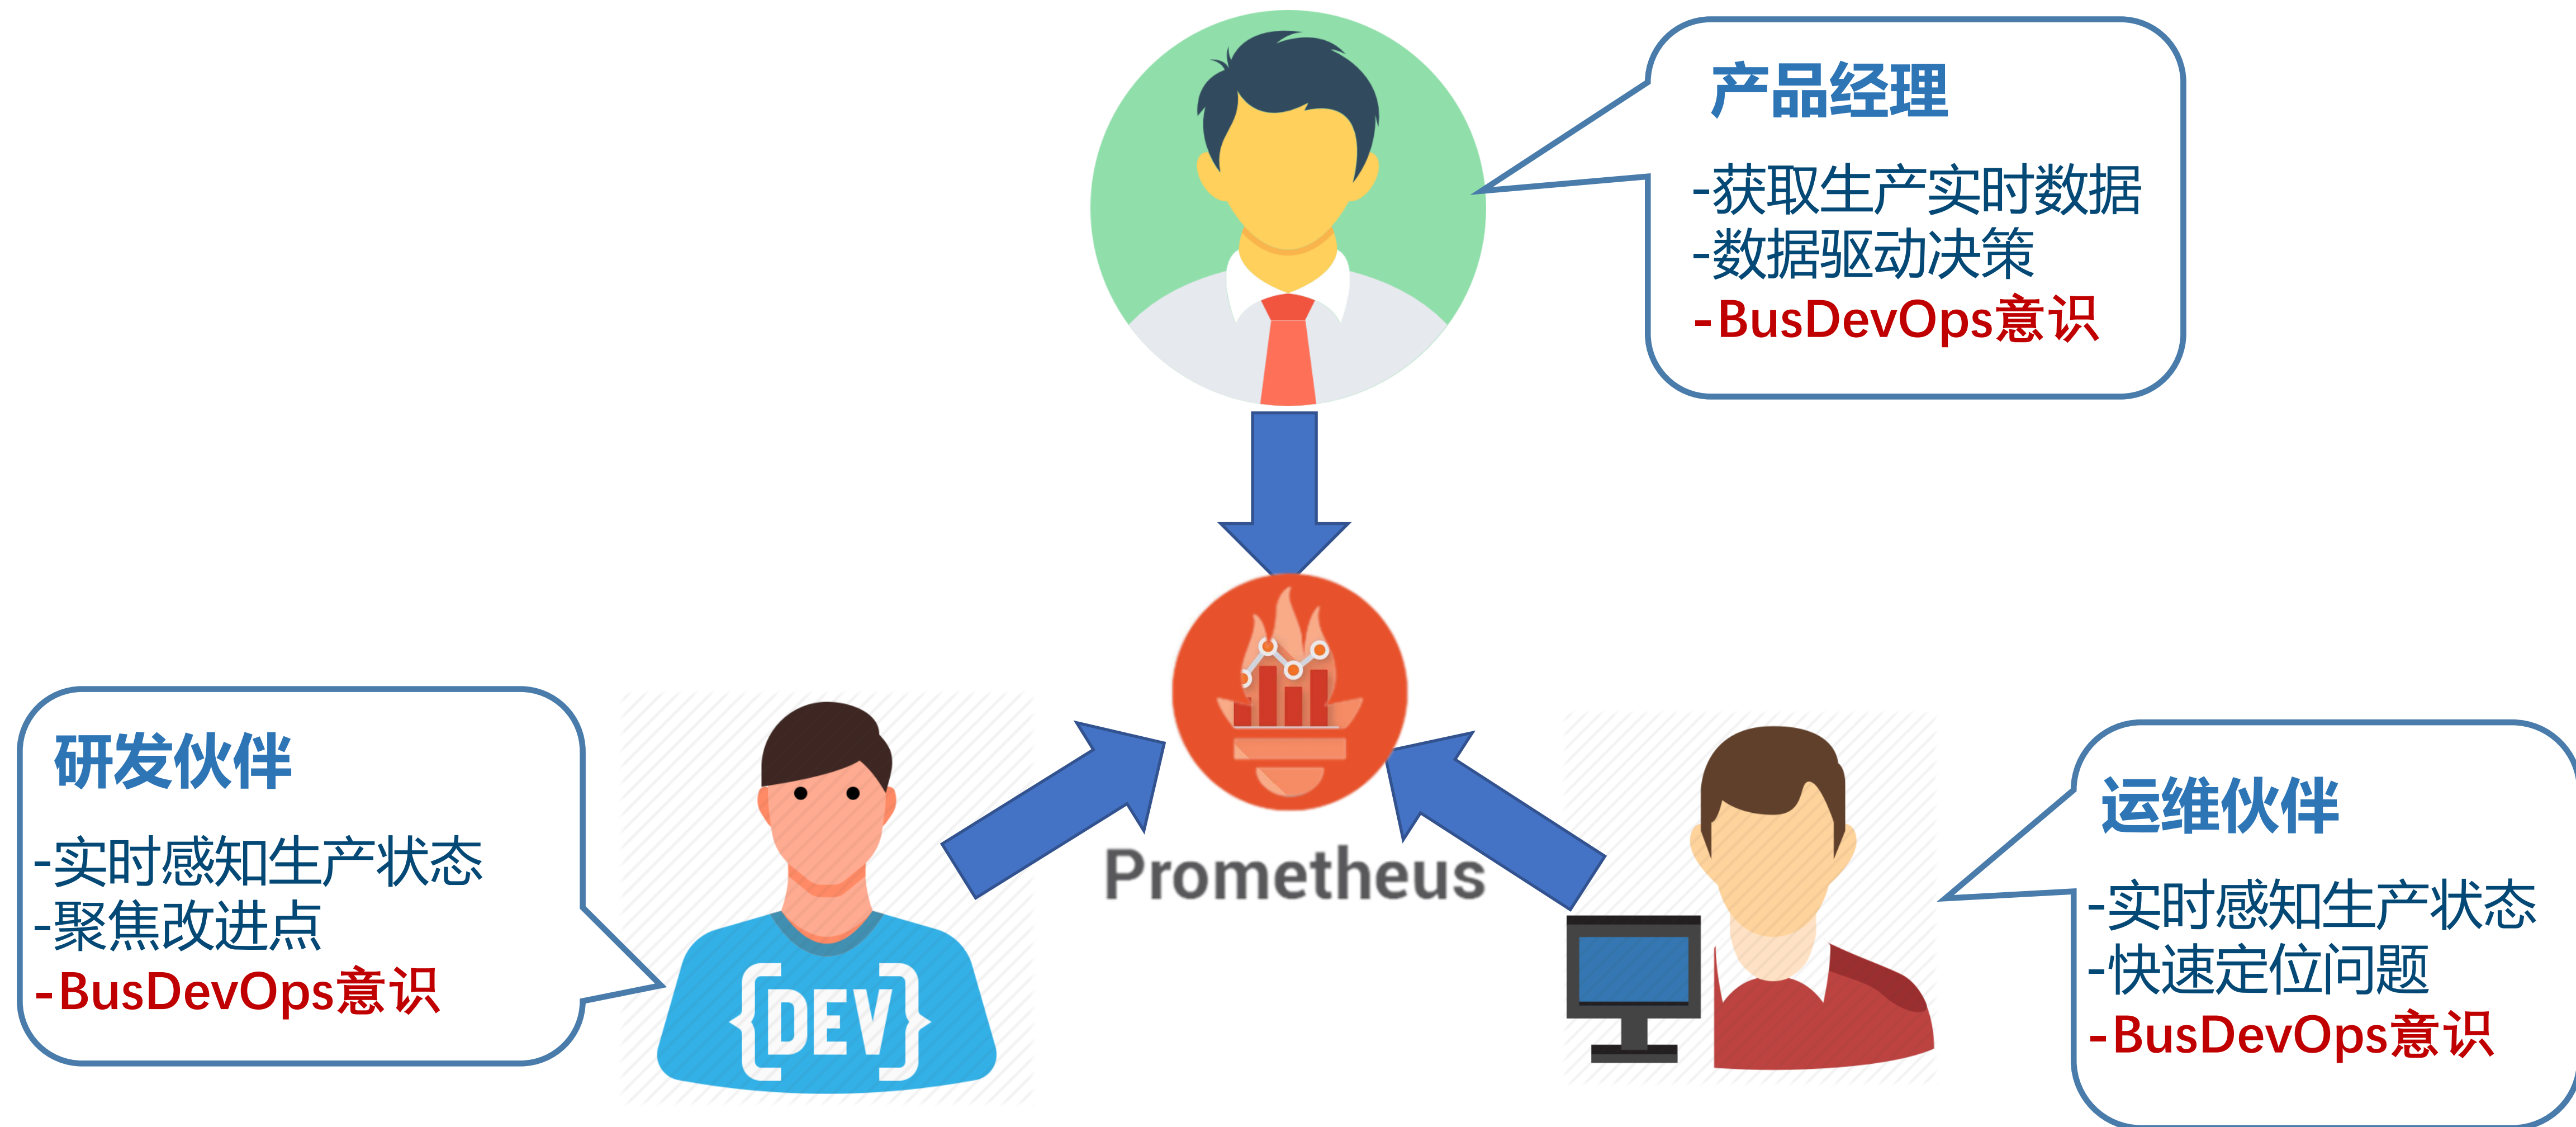 产品经理
-获取生产实时数据
-数据驱动决策
-BusDevOps意识
Prometheus
研发伙伴
-实时感知生产状态
-聚焦改进点
-BusDevOps意识
{DEV}
运维伙伴
-实时感知生产状态
-快速定位问题
-BusDevOps意识